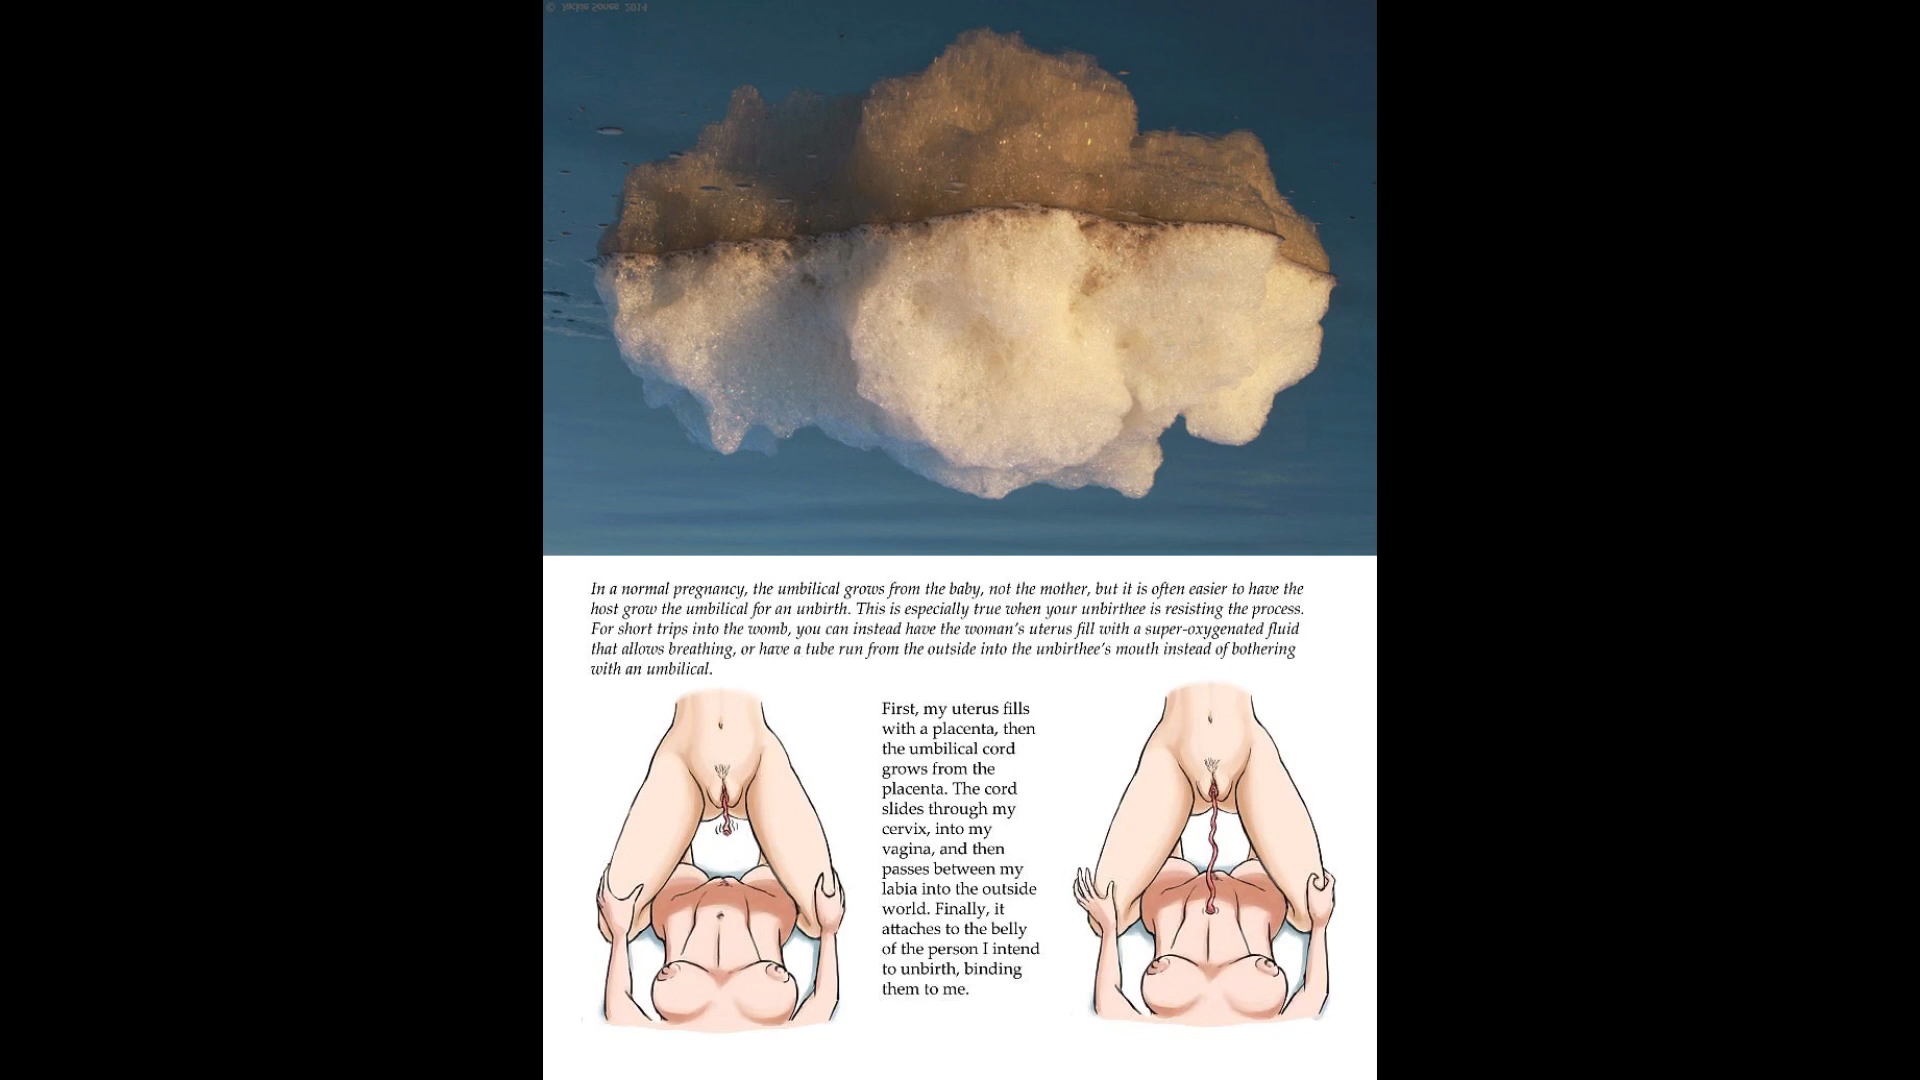 © Jackie Sones 2014
In a normal pregnancy, the umbilical grows from the baby, not the mother, but it is often easier to have the
host grow the umbilical for an unbirth. This is especially true when your unbirthee is resisting the process.
For short trips into the womb, you can instead have the woman's uterus fill with a super-oxygenated fluid
that allows breathing, or have a tube run from the outside into the unbirthee's mouth instead of bothering
with an umbilical.
First, my uterus fills
with a placenta, then
the umbilical cord
grows from the
placenta. The cord
slides through my
cervix, into my
vagina, and then
passes between my
labia into the outside
world. Finally, it
attaches to the belly
of the person I intend
to unbirth, binding
them to me.